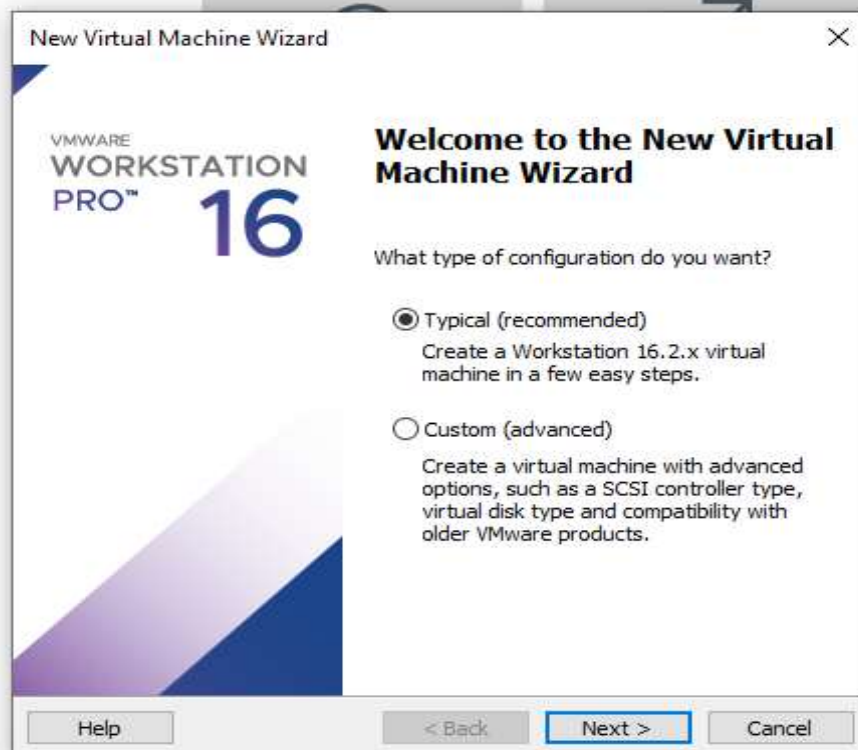 New Virtual Machine Wizard
VMWARE
WORKSTATION
PRO™ 16
Welcome to the New Virtual
Machine Wizard
What type of configuration do you want?
Typical (recommended)
Create a Workstation 16.2.x virtual
machine in a few easy steps.
Custom (advanced)
Create a virtual machine with advanced
options, such as a SCSI controller type,
virtual disk type and compatibility with
older VMware products.
Help
< Back
Next >
Cancel